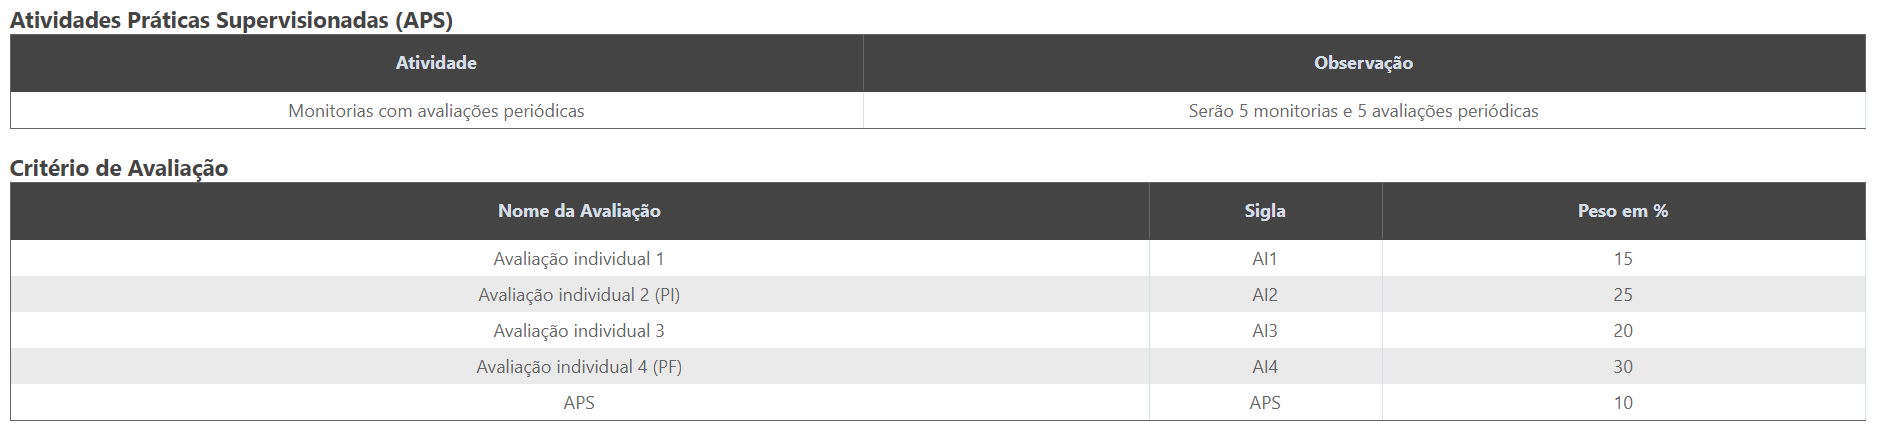 Atividades Práticas Supervisionadas (APS)
Atividade Observação
Monitorias com avaliações periódicas Serão 5 monitorias e 5 avaliações periódicas
Critério de Avaliação
Nome da Avaliação Sigla Peso em %
Avaliação individual 1 AI1 15
Avaliação individual 2 (PI) AI2 25
Avaliação individual 3 AI3 20
Avaliação individual 4 (PF) AI4 30
APS APS 10